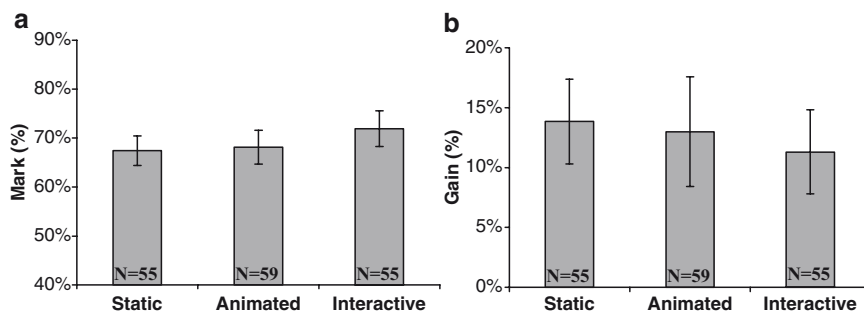 a
90%
80%
70%
60%
50%
40%
Mark (%)
N=55
N=59
N=55
Static
Animated
Interactive
b
20%
15%
10%
5%
0%
Gain (%)
N=55
N=59
N=55
Static
Animated
Interactive